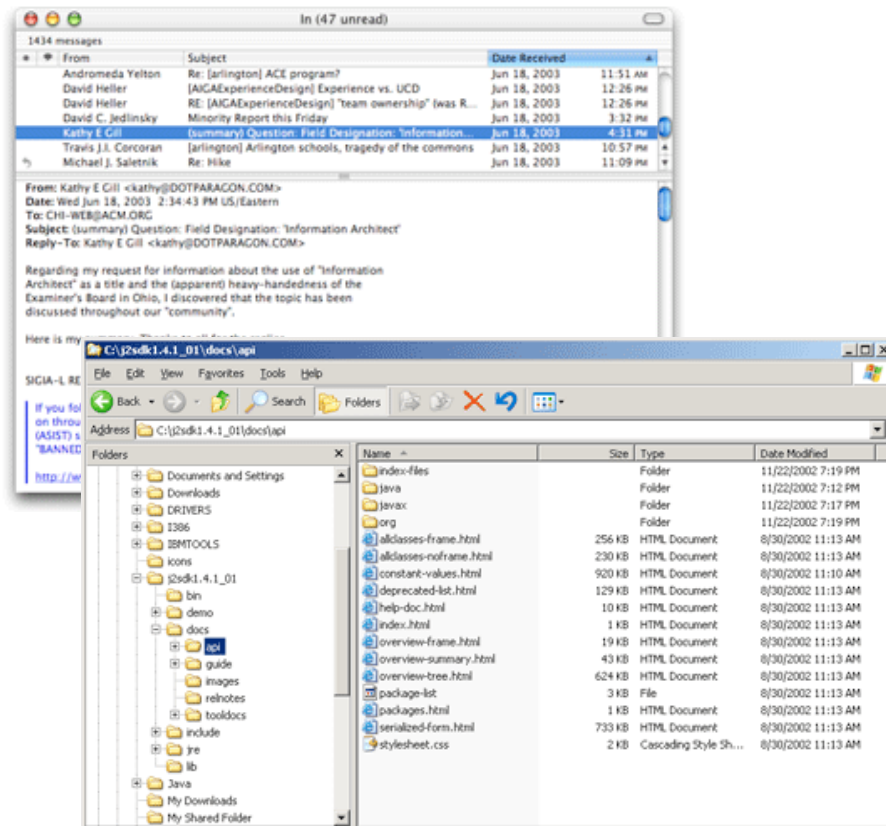 In (47 unread)
1434 messages
From Subject Date Received
Andromeda Yelton Re: [arlington] ACE program? Jun 18, 2003 11:51 AM
David Heller [AIGAExperienceDesign] Experience vs. UCD Jun 18, 2003 12:26 PM
David Heller RE: [AIGAExperienceDesign] "team ownership" (was R... Jun 18, 2003 12:26 PM
David C. Jedlinsky Minority Report this Friday Jun 18, 2003 3:32 PM
Kathy E Gill (summary) Question: Field Designation: 'Information... Jun 18, 2003 4:31 PM
Travis J.I. Corcoran [arlington] Arlington schools, tragedy of the commons Jun 18, 2003 10:57 PM
Michael J. Saletnik Re: Hike Jun 18, 2003 11:09 PM
From: Kathy E Gill <kathy@DOTPARAGON.COM>
Date: Wed Jun 18, 2003 2:34:43 PM US/Eastern
To: CHI-WEB@ACM.ORG
Subject: (summary) Question: Field Designation: 'Information Architect'
Reply-To: Kathy E Gill <kathy@DOTPARAGON.COM>
Regarding my request for information about the use of "Information
Architect" as a title and the (apparent) heavy-handedness of the
Examiner's Board in Ohio, I discovered that the topic has been
discussed throughout our "community".
Here is my
SIGIA-L RE
If you fol
on throu
(ASIST) s
"BANNED
http://w
C:\j2sdk1.4.1_01\docs\api
File Edit View Favorites Tools Help
Back Search Folders
Address C:\j2sdk1.4.1_01\docs\api
Folders
Documents and Settings
Downloads
DRIVERS
I386
IBMTOOLS
icons
j2sdk1.4.1_01
bin
demo
docs
api
guide
images
relnotes
tooldocs
include
jre
lib
Java
My Downloads
My Shared Folder
Name Size Type Date Modified
index-files Folder 11/22/2002 7:19 PM
java Folder 11/22/2002 7:12 PM
javax Folder 11/22/2002 7:17 PM
org Folder 11/22/2002 7:19 PM
allclasses-frame.html 256 KB HTML Document 8/30/2002 11:13 AM
allclasses-noframe.html 230 KB HTML Document 8/30/2002 11:13 AM
constant-values.html 920 KB HTML Document 8/30/2002 11:10 AM
deprecated-list.html 129 KB HTML Document 8/30/2002 11:13 AM
help-doc.html 10 KB HTML Document 8/30/2002 11:13 AM
index.html 1 KB HTML Document 8/30/2002 11:13 AM
overview-frame.html 19 KB HTML Document 8/30/2002 11:13 AM
overview-summary.html 43 KB HTML Document 8/30/2002 11:13 AM
overview-tree.html 624 KB HTML Document 8/30/2002 11:13 AM
package-list 3 KB File 8/30/2002 11:13 AM
packages.html 1 KB HTML Document 8/30/2002 11:13 AM
serialized-form.html 733 KB HTML Document 8/30/2002 11:13 AM
stylesheet.css 2 KB Cascading Style Sh... 8/30/2002 11:13 AM